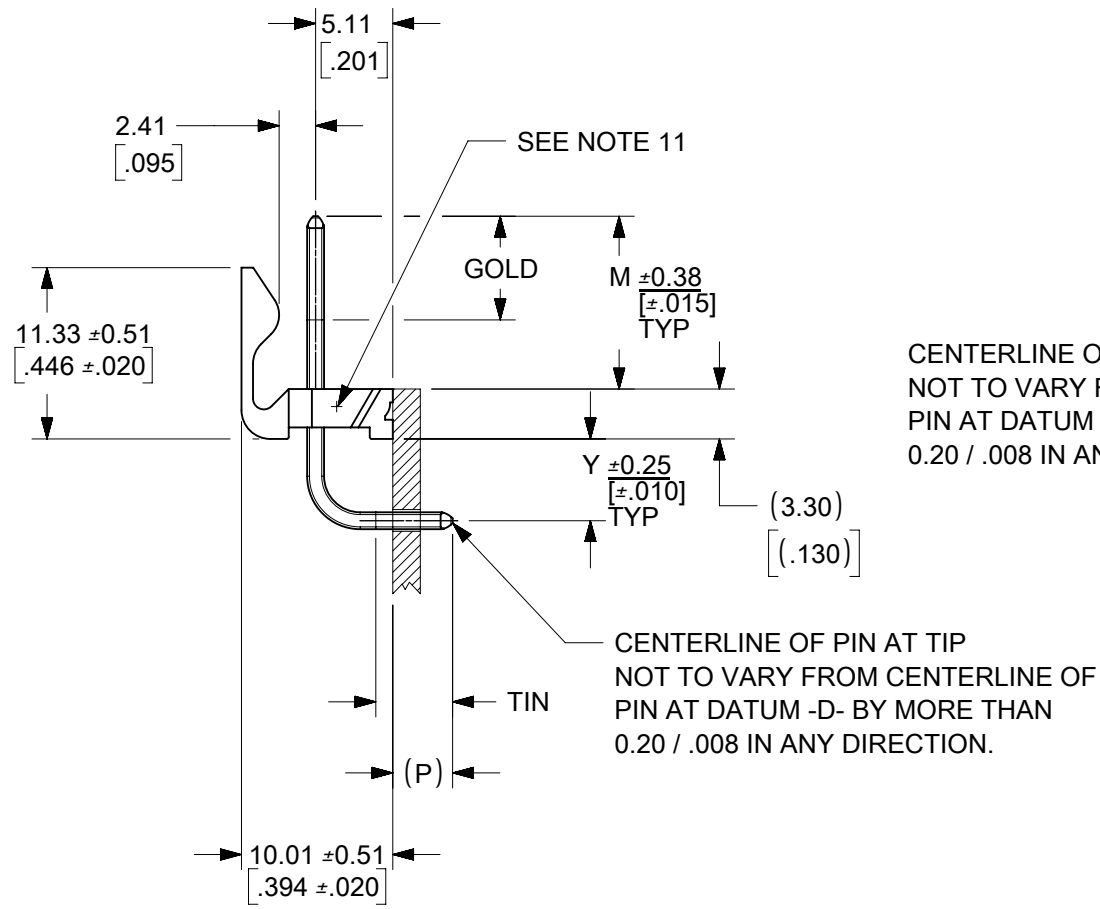 5.11
[.201]
2.41
[.095]
SEE NOTE 11
GOLD
M ±0.38
[±.015]
TYP
11.33 ±0.51
[.446 ±.020]
CENTERLINE O
NOT TO VARY F
PIN AT DATUM
0.20 / .008 IN AN
Y ±0.25
[±.010]
TYP
(3.30)
[(.130)]
CENTERLINE OF PIN AT TIP
NOT TO VARY FROM CENTERLINE OF
PIN AT DATUM -D- BY MORE THAN
0.20 / .008 IN ANY DIRECTION.
TIN
(P)
10.01 ±0.51
[.394 ±.020]